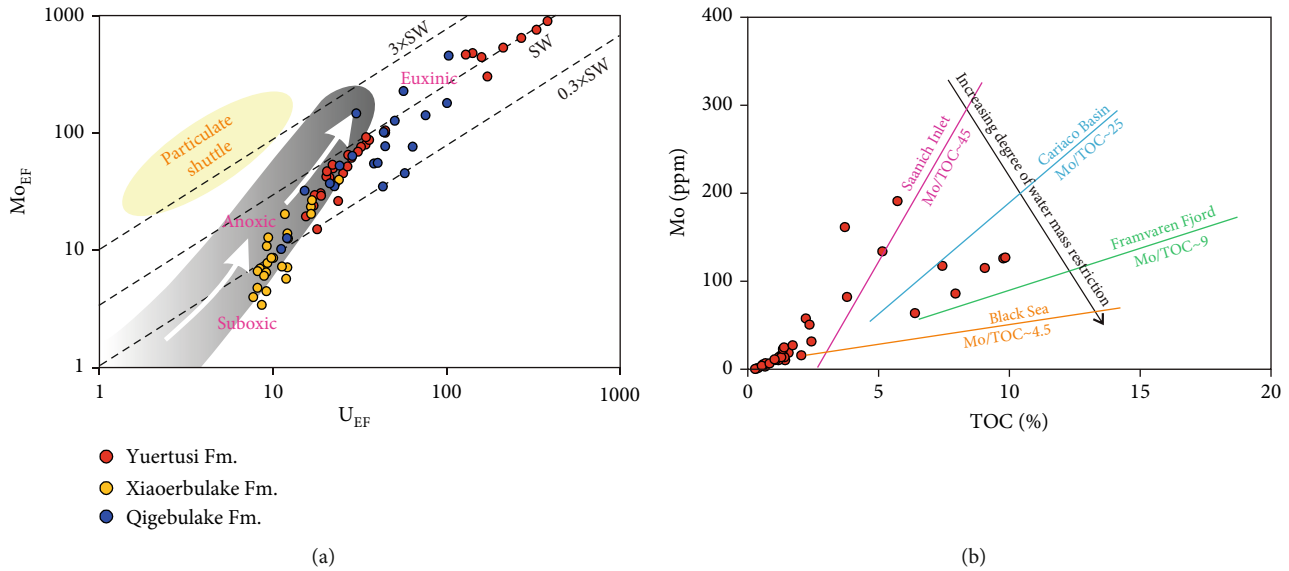 1000
100
10
1
Mo_EF
1
10
100
1000
U_EF
3×SW
SW
0.3×SW
Particulate
shuttle
Euxinic
Anoxic
Suboxic
Yuertusi Fm.
Xiaoerbulake Fm.
Qigebulake Fm.
(a)
400
300
200
100
0
Mo (ppm)
0
5
10
15
20
TOC (%)
Saanich Inlet
Mo/TOC~45
Cariaco Basin
Mo/TOC~25
Framvaren Fjord
Mo/TOC~9
Black Sea
Mo/TOC~4.5
Increasing degree of water mass restriction
(b)